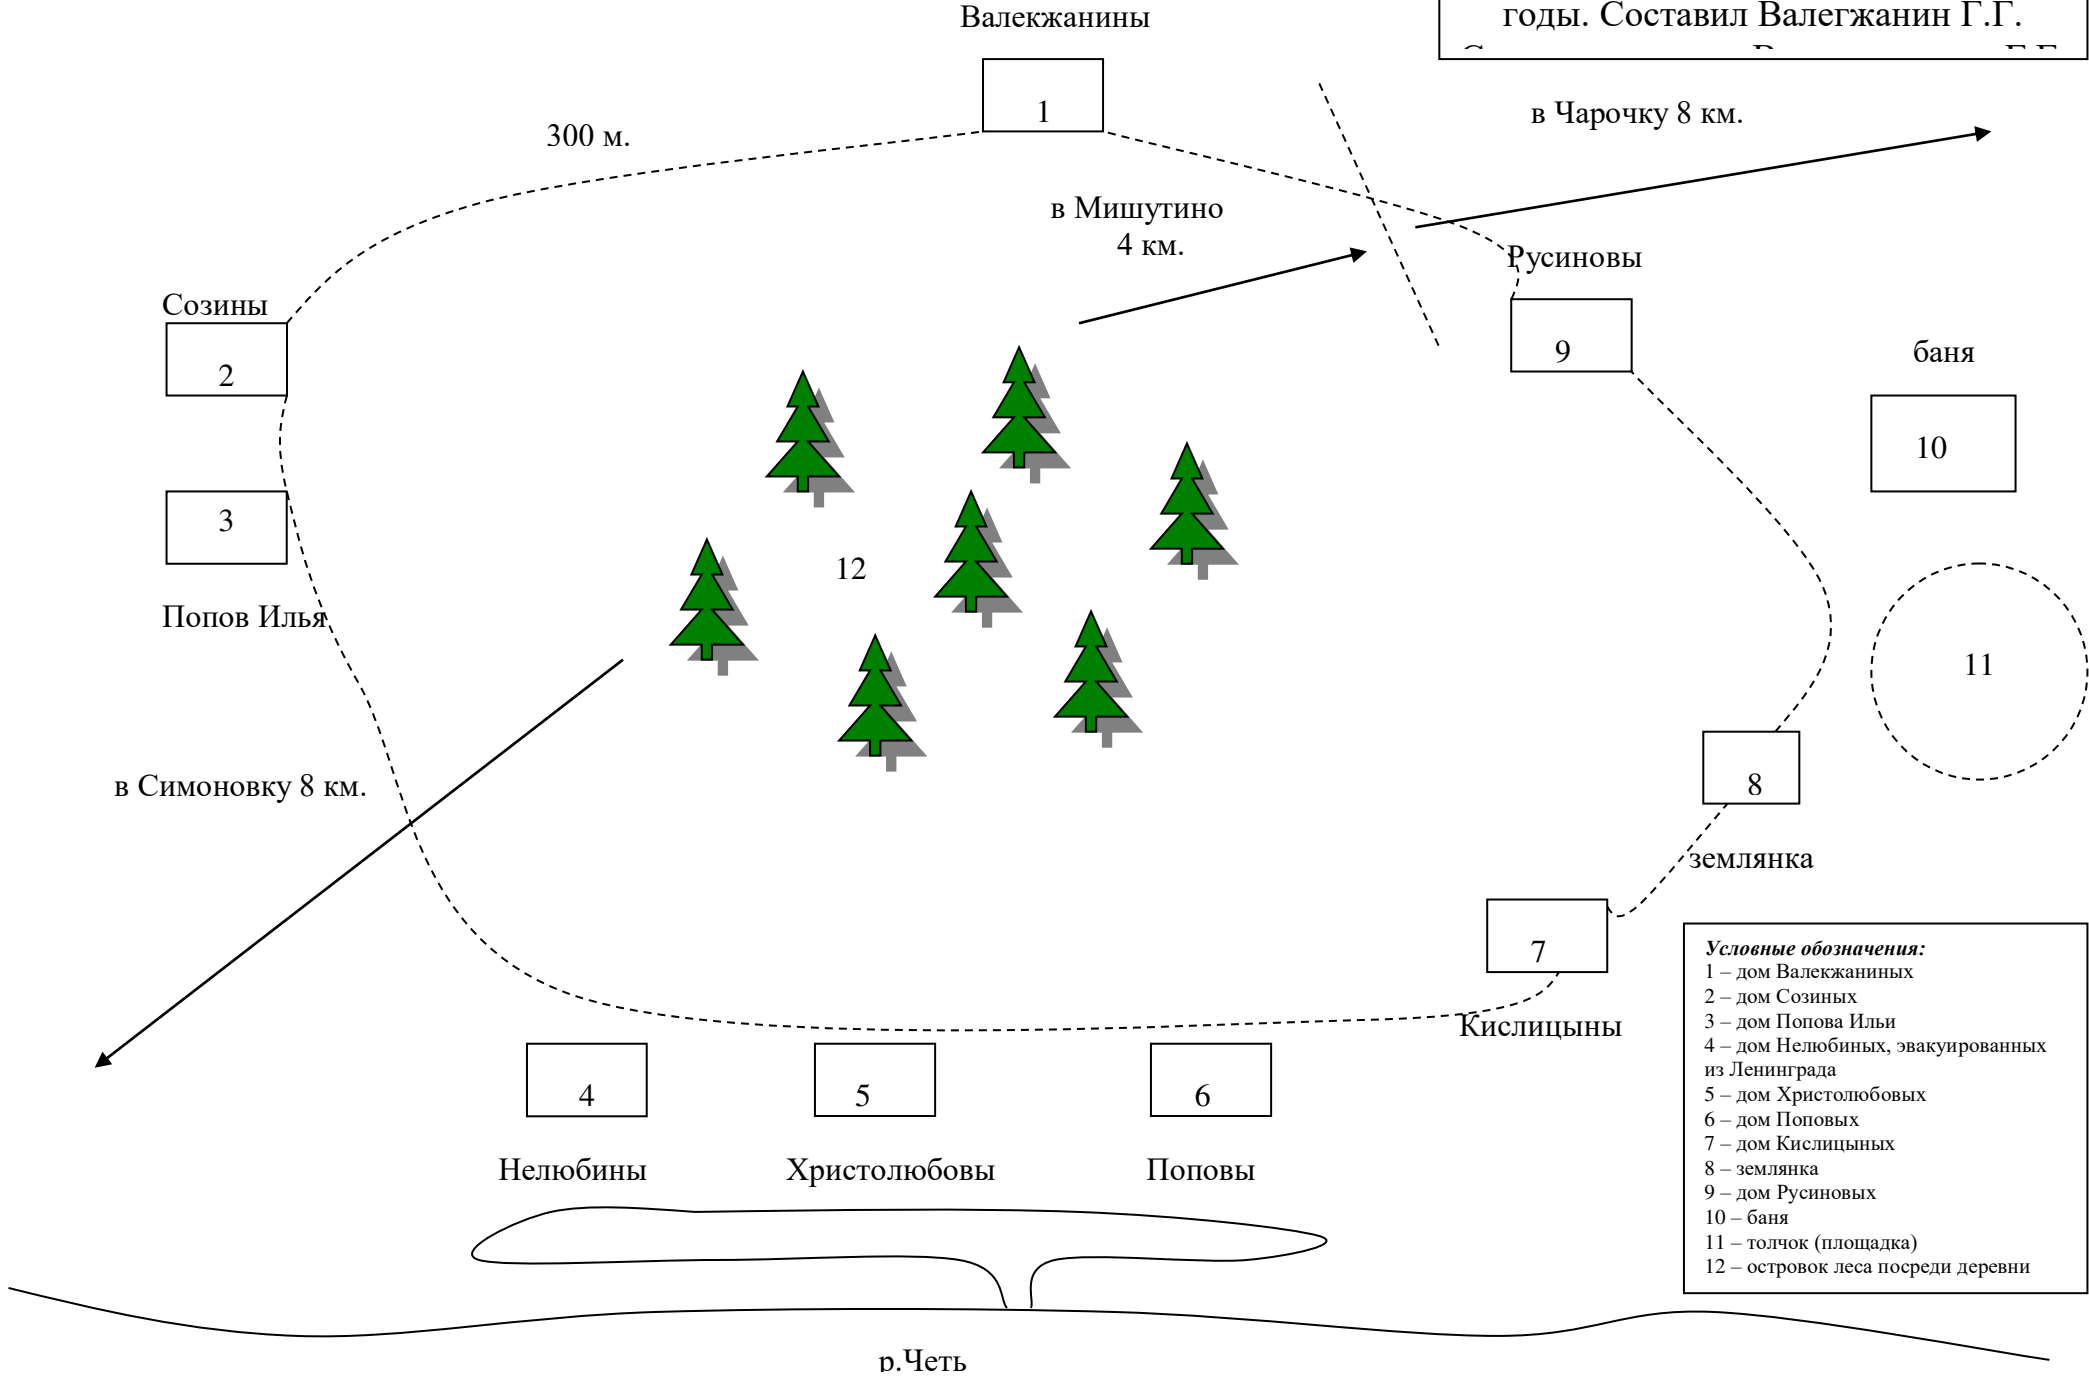 Валекжанины
годы. Составил Валегжанин Г.Г.
1
в Чарочку 8 км.
300 м.
в Мишутино
4 км.
Русиновы
Созины
9
баня
2
10
3
12
Попов Илья
11
в Симоновку 8 км.
8
землянка
7
Кислицыны
4
5
6
Нелюбины
Христолюбовы
Поповы
р.Четь
Условные обозначения:
1 – дом Валекжаниных
2 – дом Созиных
3 – дом Попова Ильи
4 – дом Нелюбиных, эвакуированных
из Ленинграда
5 – дом Христолюбовых
6 – дом Поповых
7 – дом Кислицыных
8 – землянка
9 – дом Русиновых
10 – баня
11 – толчок (площадка)
12 – островок леса посреди деревни